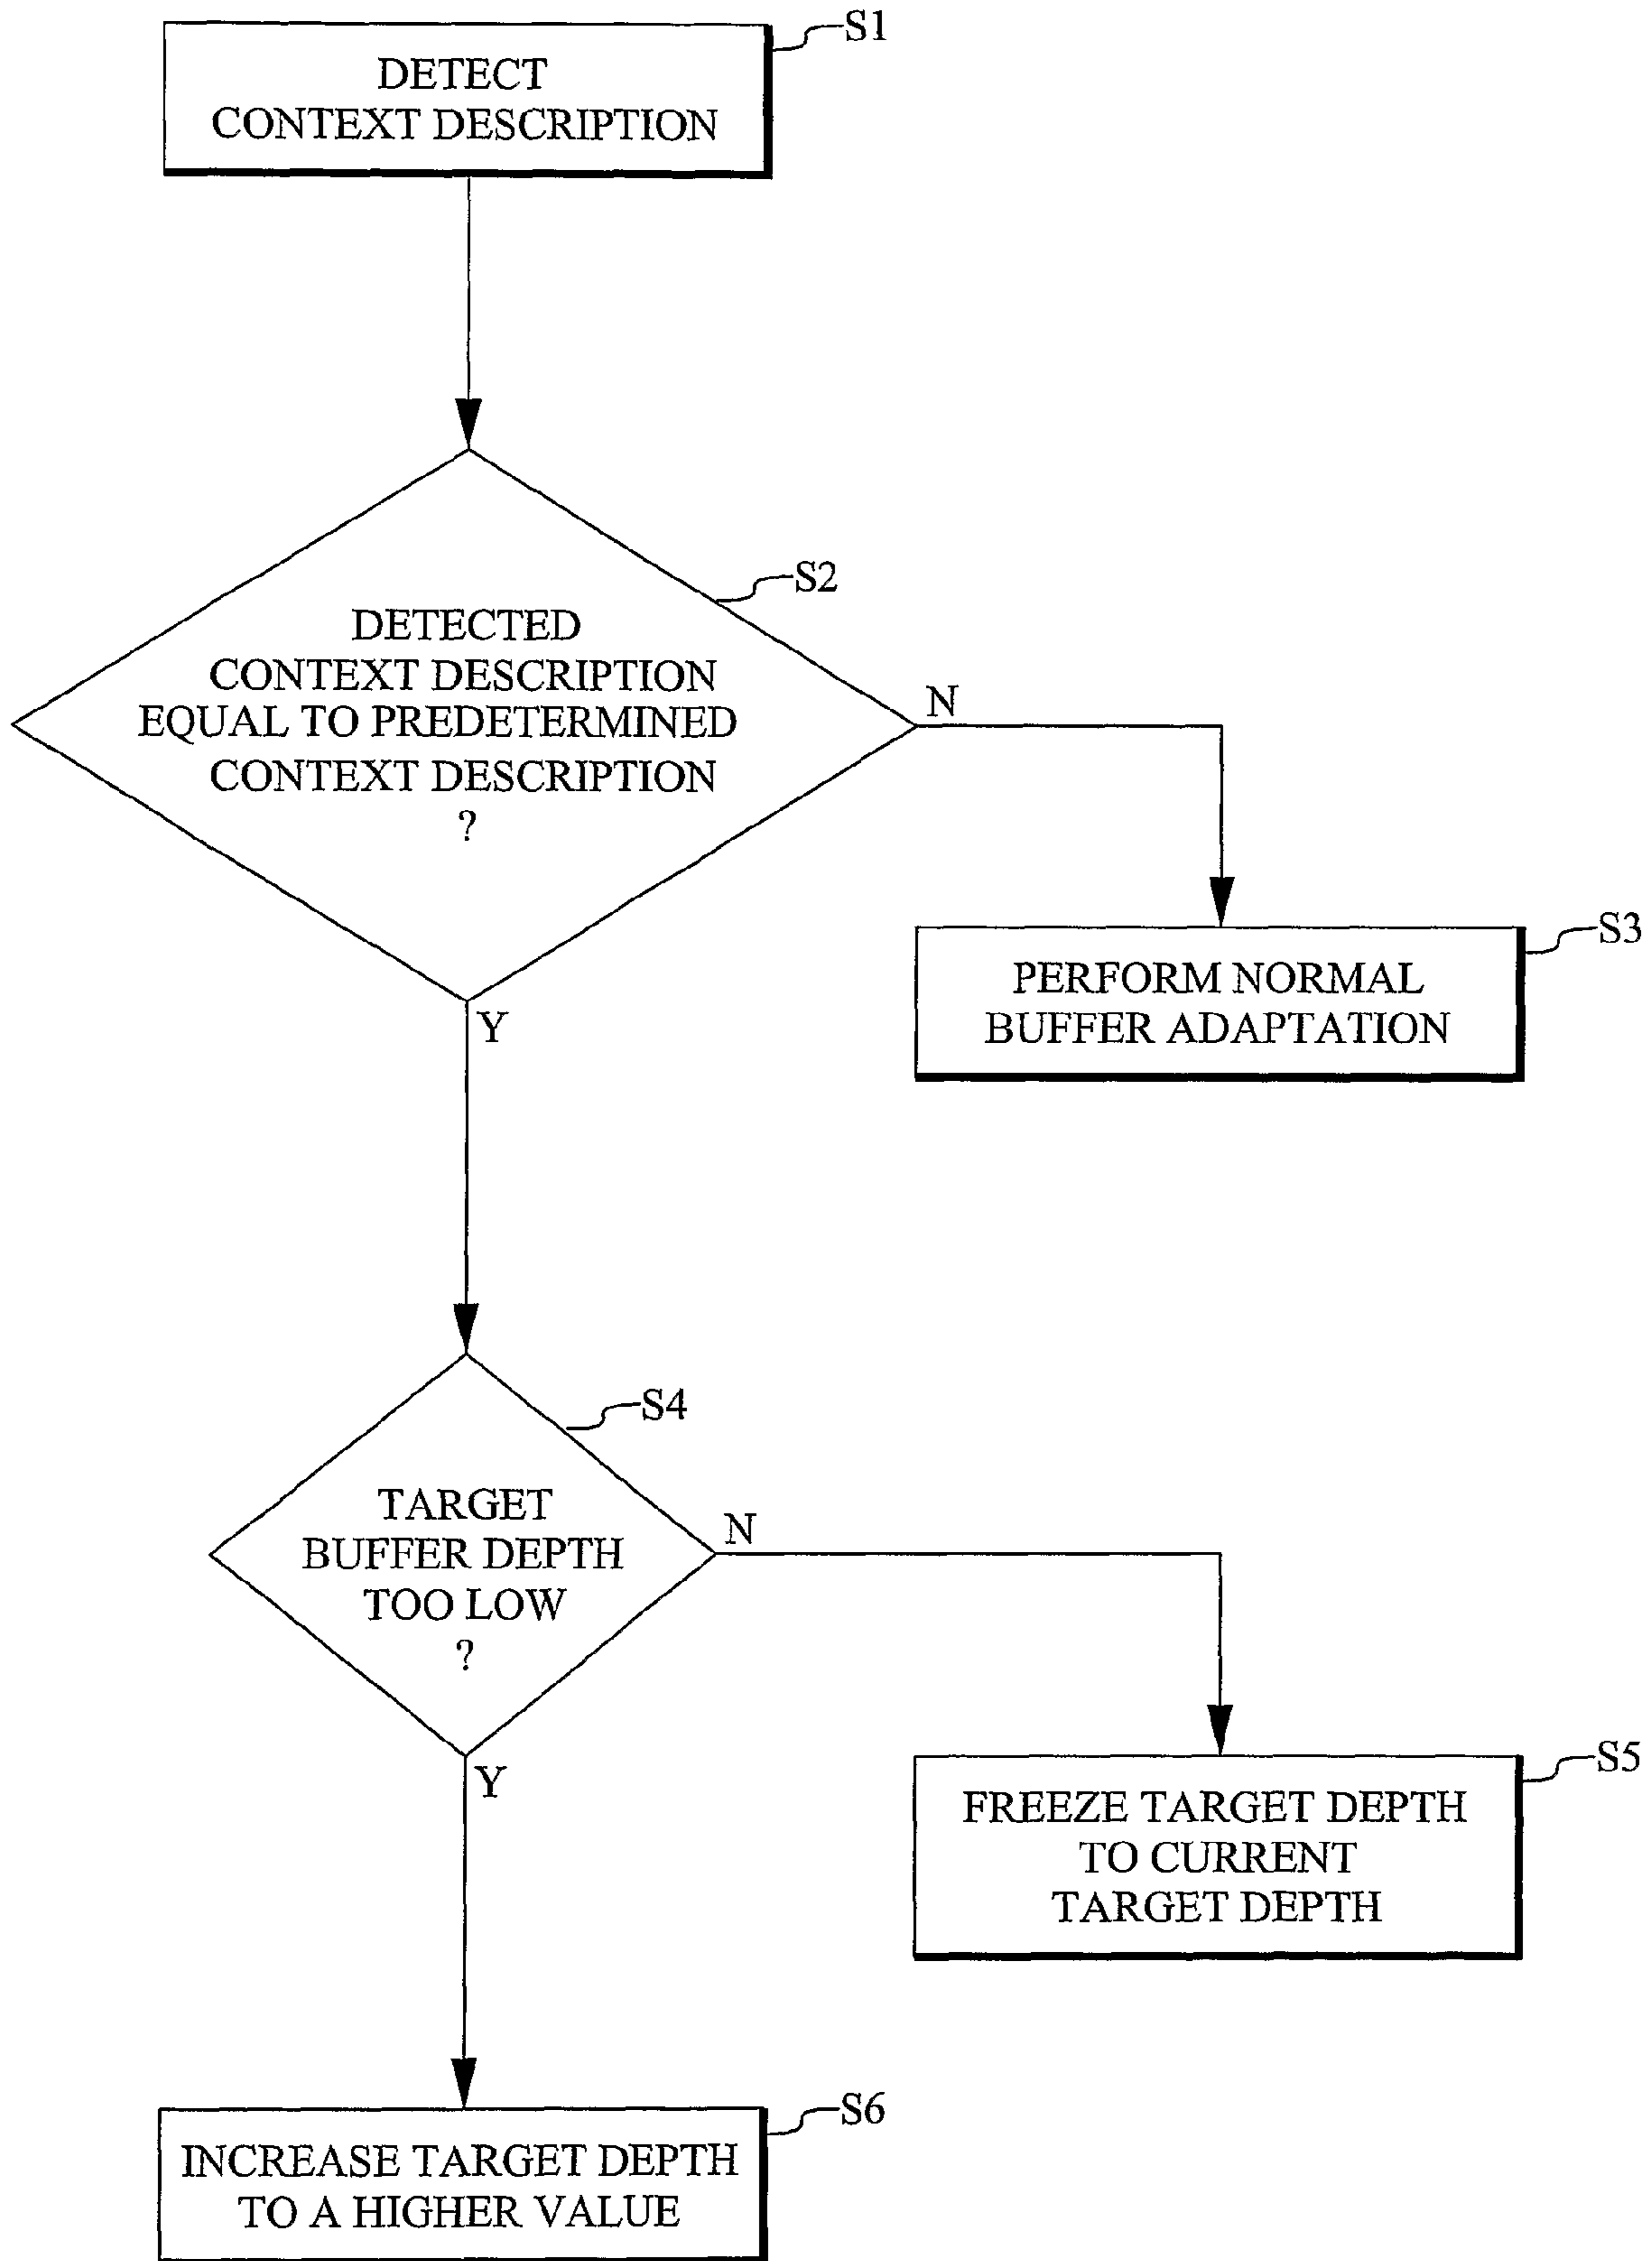 S1
DETECT
CONTEXT DESCRIPTION
S2
DETECTED
CONTEXT DESCRIPTION
EQUAL TO PREDETERMINED
CONTEXT DESCRIPTION
?
N
Y
S3
PERFORM NORMAL
BUFFER ADAPTATION
S4
TARGET
BUFFER DEPTH
TOO LOW
?
N
Y
S5
FREEZE TARGET DEPTH
TO CURRENT
TARGET DEPTH
S6
INCREASE TARGET DEPTH
TO A HIGHER VALUE